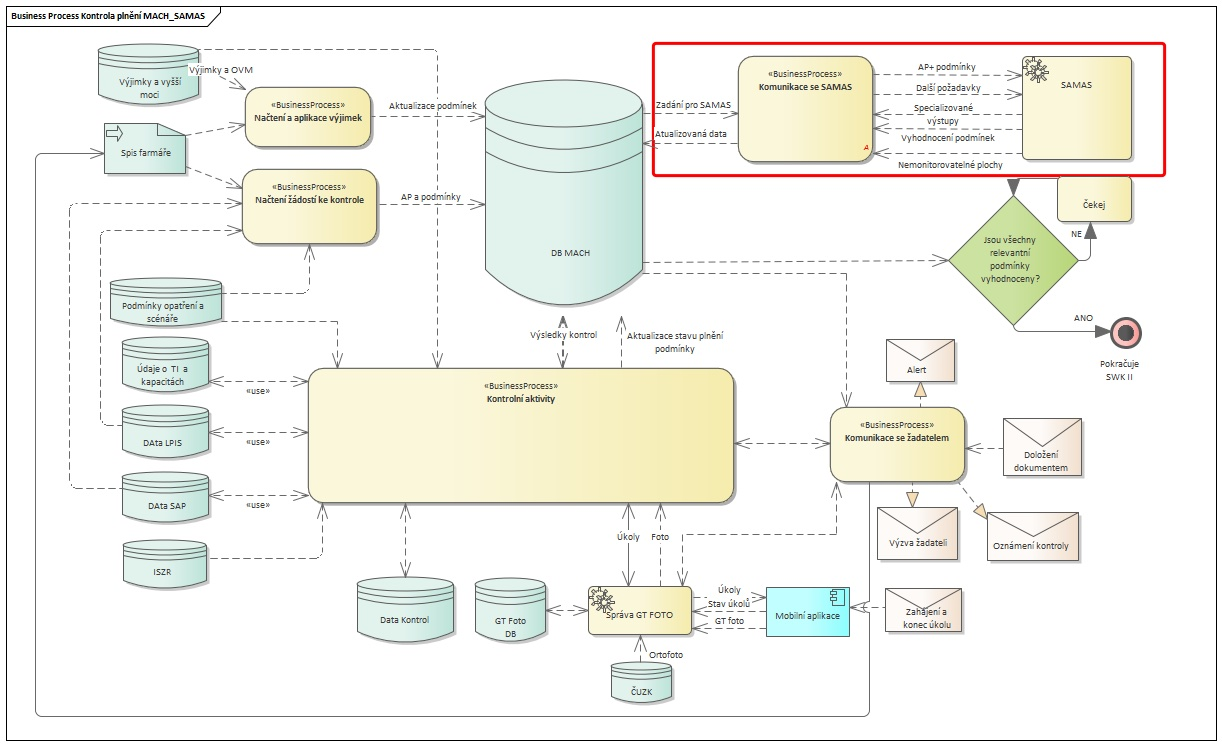 Business Process Kontrola plnění MACH_SAMAS
Výjimky a vyšší
moci
Výjimky a OVM
«BusinessProcess»
Načtení a aplikace výjimek
Aktualizace podmínek
Spis farmáře
«BusinessProcess»
Načtení žádostí ke kontrole
AP a podmínky
DB MACH
Zadání pro SAMAS
Atualizovaná data
«BusinessProcess»
Komunikace se SAMAS
A
AP+ podmínky
Další požadavky
Specializované
výstupy
Vyhodnocení podmínek
Nemonitorovatelné plochy
SAMAS
Čekej
NE
Jsou všechny
relevantní
podmínky
vyhodnoceny?
ANO
Pokračuje
SWK II
Podmínky opatření a
scénáře
Údaje o TI a
kapacitách
«use»
DAta LPIS
«use»
DAta SAP
«use»
ISZR
Výsledky kontrol
Aktualizace stavu plnění
podmínky
«BusinessProcess»
Kontrolní aktivity
Alert
«BusinessProcess»
Komunikace se žadatelem
Doložení
dokumentem
Výzva žadateli
Oznámení kontroly
Úkoly
Foto
Data Kontrol
GT Foto
DB
Správa GT FOTO
Úkoly
Stav úkolů
GT foto
Mobilní aplikace
Zahájení a
konec úkolu
Ortofoto
ČUZK